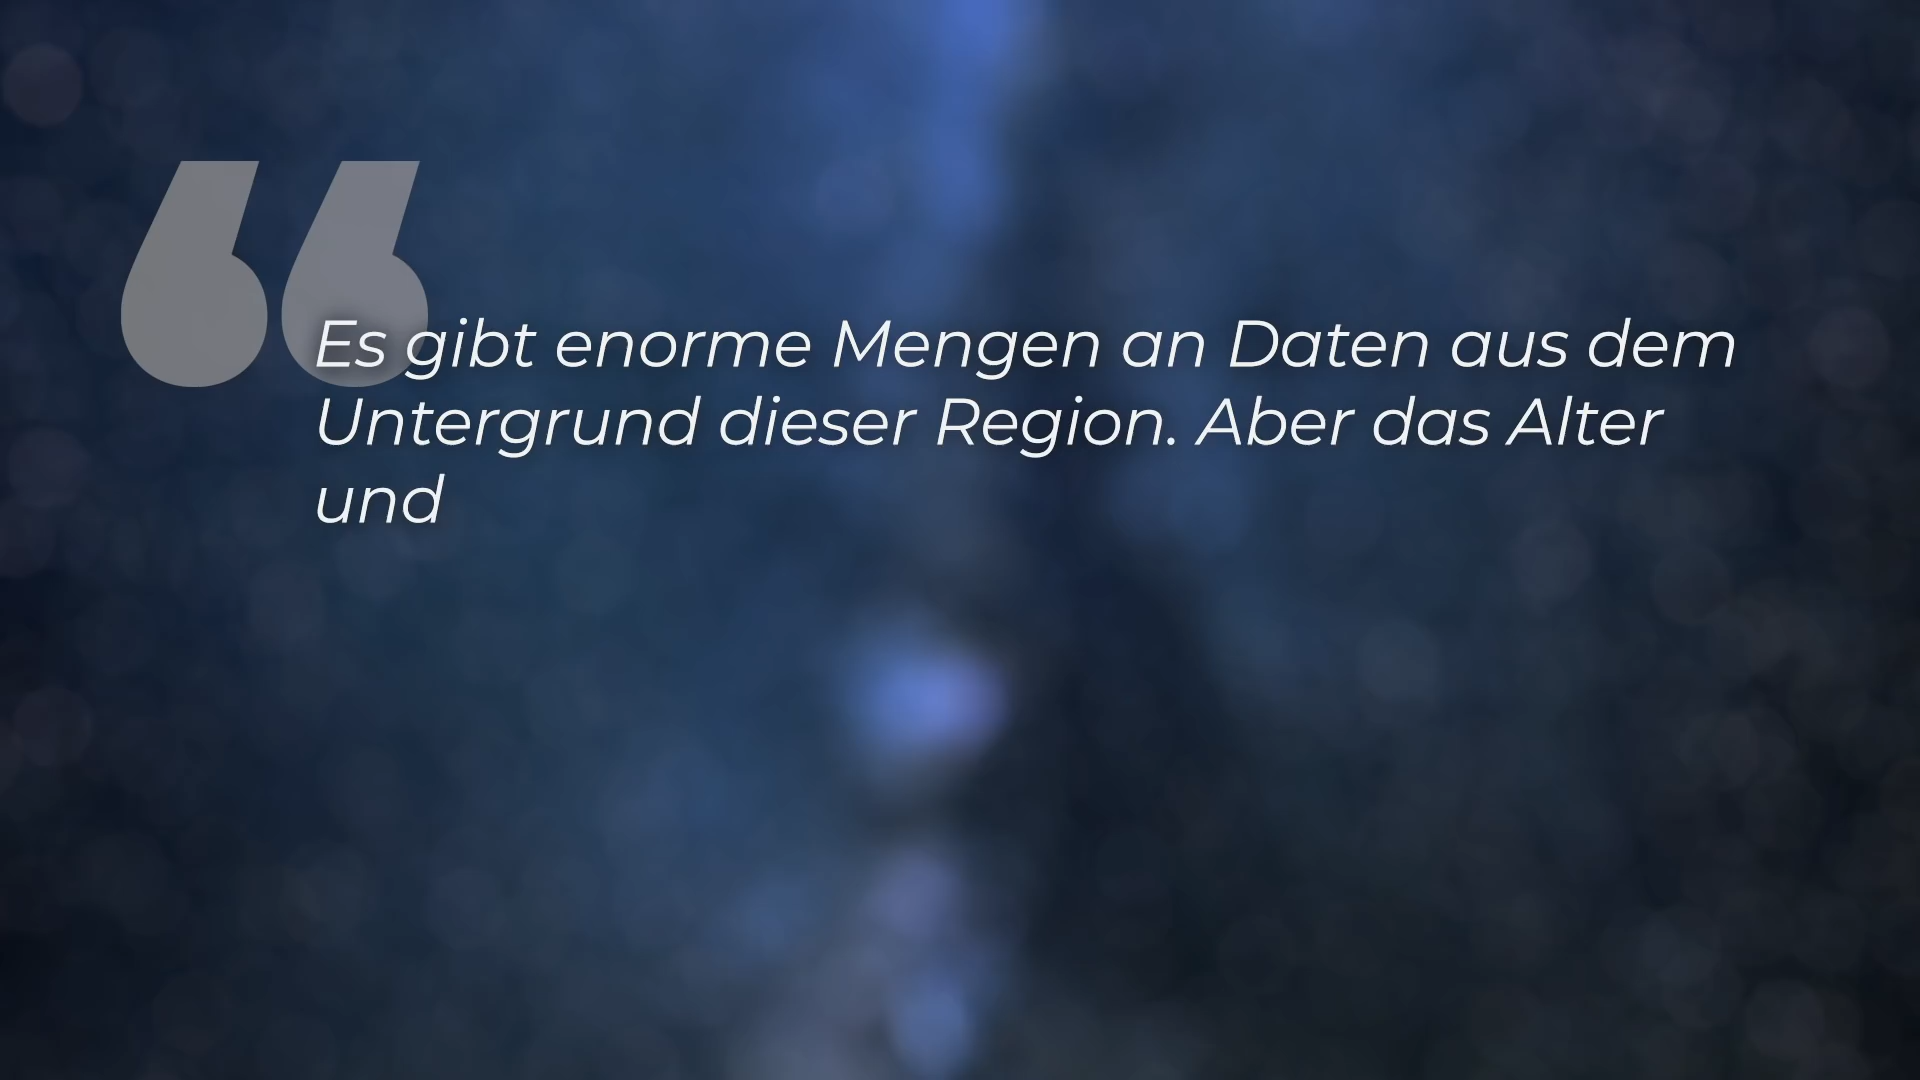 Es gibt enorme Mengen an Daten aus dem
Untergrund dieser Region. Aber das Alter
und